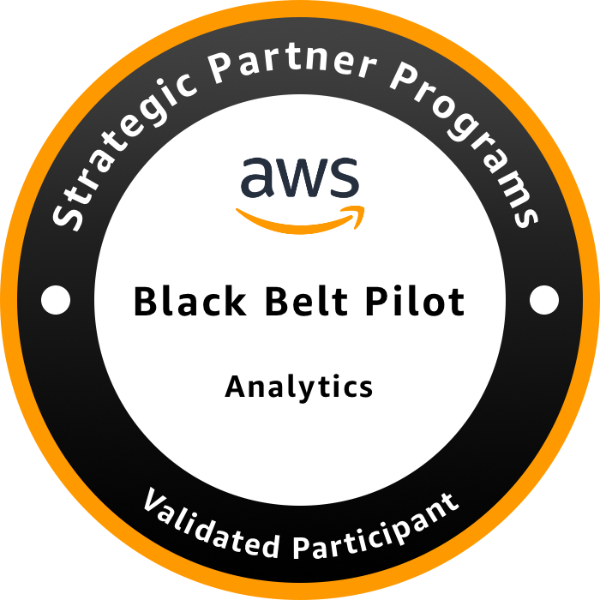 Strategic Partner Programs
aws
Black Belt Pilot
Analytics
Validated Participant